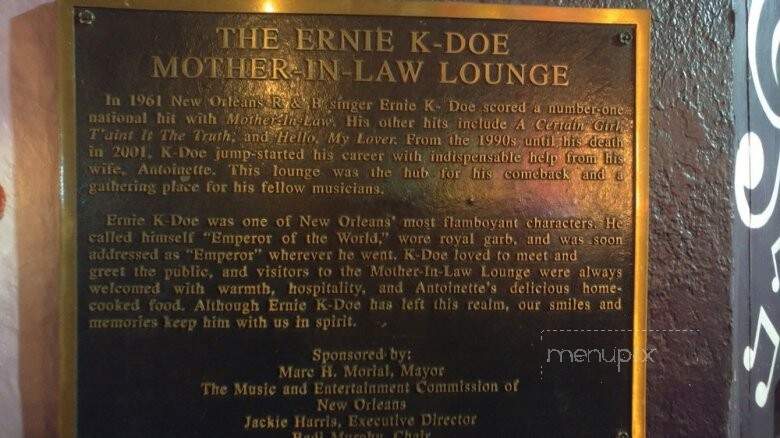 THE ERNIE K-DOE
MOTHER-IN-LAW LOUNGE
In 1961 New Orleans R & B singer Ernie K- Doe scored a number-one
national hit with Mother-In-Law. His other hits include A Certain Girl,
T'aint It The Truth, and Hello, My Lover. From the 1990s until his death
in 2001, K-Doe jump-started his career with indispensable help from his
wife, Antoinette. This lounge was the hub for his comeback and a
gathering place for his fellow musicians.
Ernie K-Doe was one of New Orleans' most flamboyant characters. He
called himself "Emperor of the World," wore royal garb, and was soon
addressed as "Emperor" wherever he went. K-Doe loved to meet and
greet the public, and visitors to the Mother-In-Law Lounge were always
welcomed with warmth, hospitality, and Antoinette's delicious home-
cooked food. Although Ernie K-Doe has left this realm, our smiles and
memories keep him with us in spirit.
Sponsored by:
Marc H. Morial, Mayor
The Music and Entertainment Commission of
New Orleans
Jackie Harris, Executive Director
Murphy, Chair
menupix